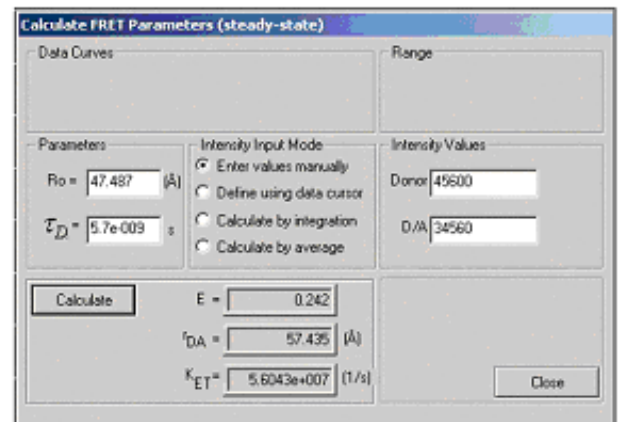 Calculate FRET Parameters (steady-state)
Data Curves
Range
Parameters
Ro = 47.487 (Å)
τD = 5.7e-009 s
Intensity Input Mode
Enter values manually
Define using data cursor
Calculate by integration
Calculate by average
Intensity Values
Donor 45600
D/A 34560
Calculate
E = 0.242
rDA = 57.435 (Å)
KET = 5.6043e+007 (1/s)
Close